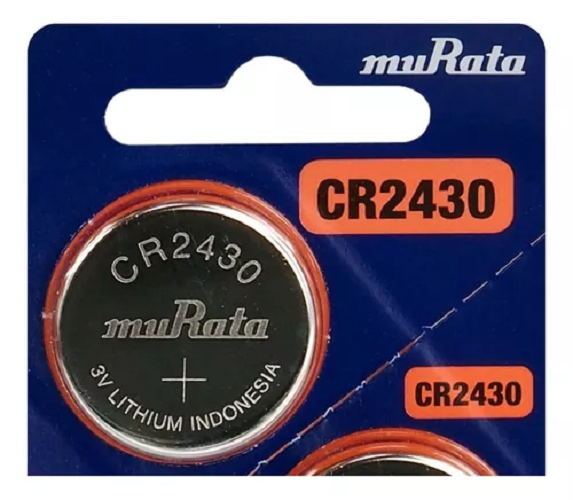 muRata
CR2430
CR2430
muRata
+
3V LITHIUM INDONESIA
CR2430